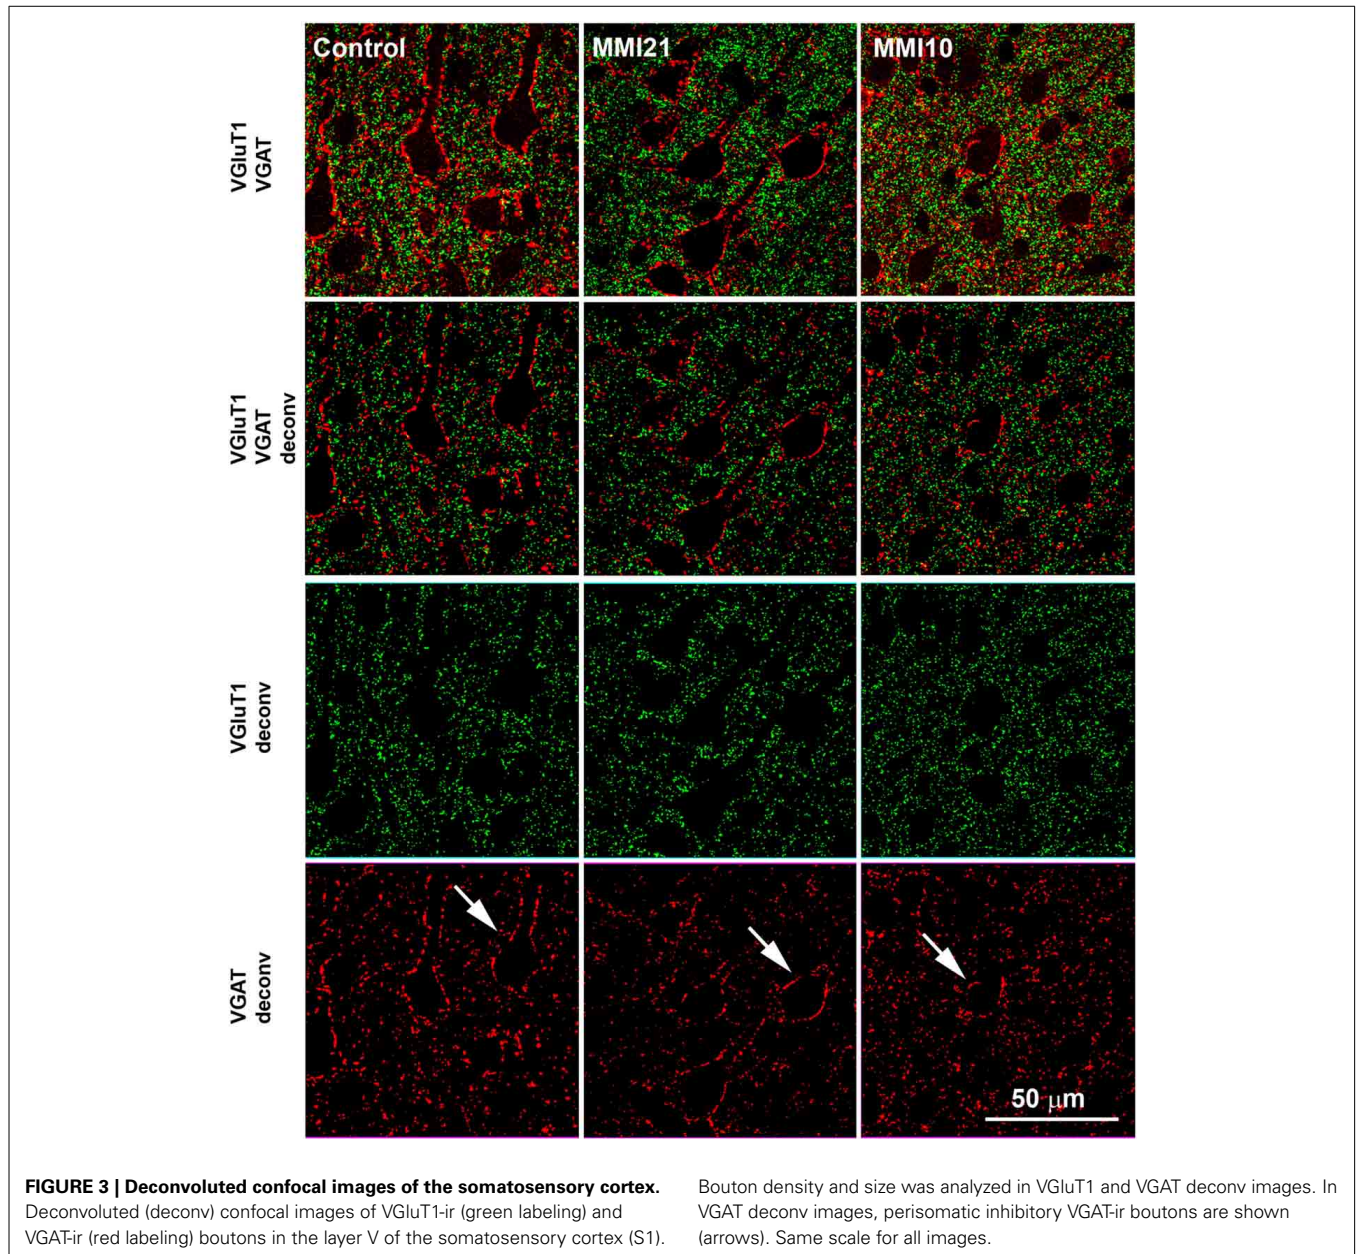 Control
MMI21
MMI10
VGluT1
VGAT
VGluT1
VGAT
deconv
VGluT1
deconv
VGAT
deconv
50 μm
FIGURE 3 | Deconvoluted confocal images of the somatosensory cortex.
Deconvoluted (deconv) confocal images of VGluT1-ir (green labeling) and
VGAT-ir (red labeling) boutons in the layer V of the somatosensory cortex (S1).
Bouton density and size was analyzed in VGluT1 and VGAT deconv images. In
VGAT deconv images, perisomatic inhibitory VGAT-ir boutons are shown
(arrows). Same scale for all images.